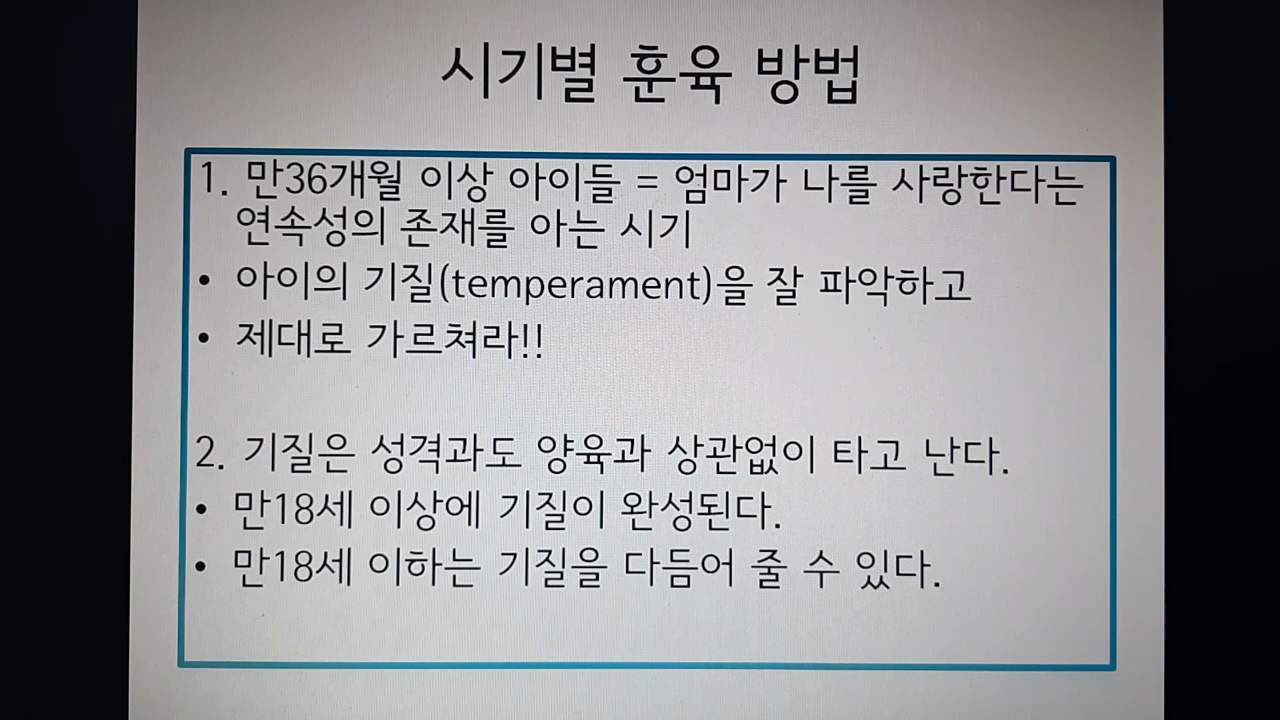 시기별 훈육 방법
1. 만36개월 이상 아이들 = 엄마가 나를 사랑한다는
연속성의 존재를 아는 시기
• 아이의 기질(temperament)을 잘 파악하고
• 제대로 가르쳐라!!
2. 기질은 성격과도 양육과 상관없이 타고 난다.
• 만18세 이상에 기질이 완성된다.
• 만18세 이하는 기질을 다듬어 줄 수 있다.